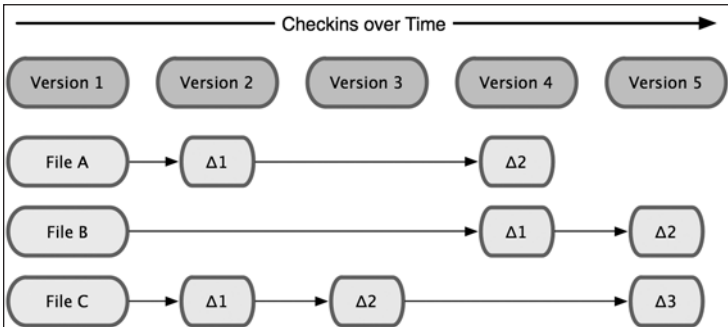 Checkins over Time
Version 1 Version 2 Version 3 Version 4 Version 5
File A Δ1 Δ2
File B Δ1 Δ2
File C Δ1 Δ2 Δ3